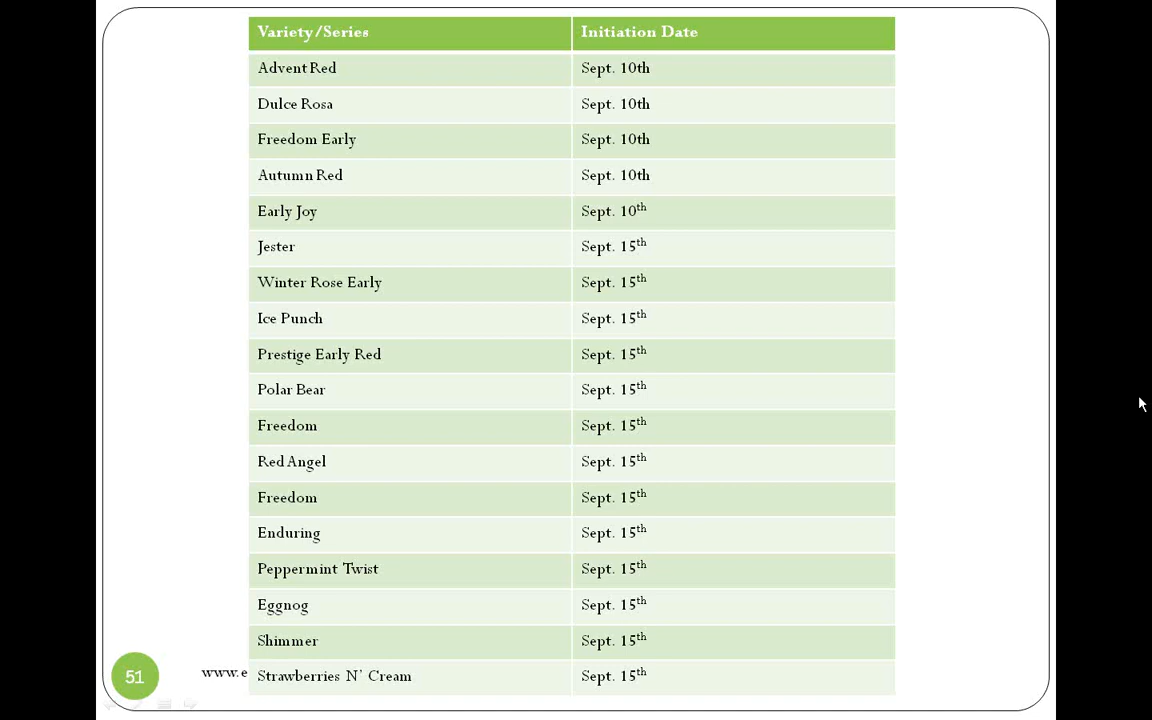 Variety/Series Initiation Date
Advent Red Sept. 10th
Dulce Rosa Sept. 10th
Freedom Early Sept. 10th
Autumn Red Sept. 10th
Early Joy Sept. 10th
Jester Sept. 15th
Winter Rose Early Sept. 15th
Ice Punch Sept. 15th
Prestige Early Red Sept. 15th
Polar Bear Sept. 15th
Freedom Sept. 15th
Red Angel Sept. 15th
Freedom Sept. 15th
Enduring Sept. 15th
Peppermint Twist Sept. 15th
Eggnog Sept. 15th
Shimmer Sept. 15th
Strawberries N’ Cream Sept. 15th
51
www.e